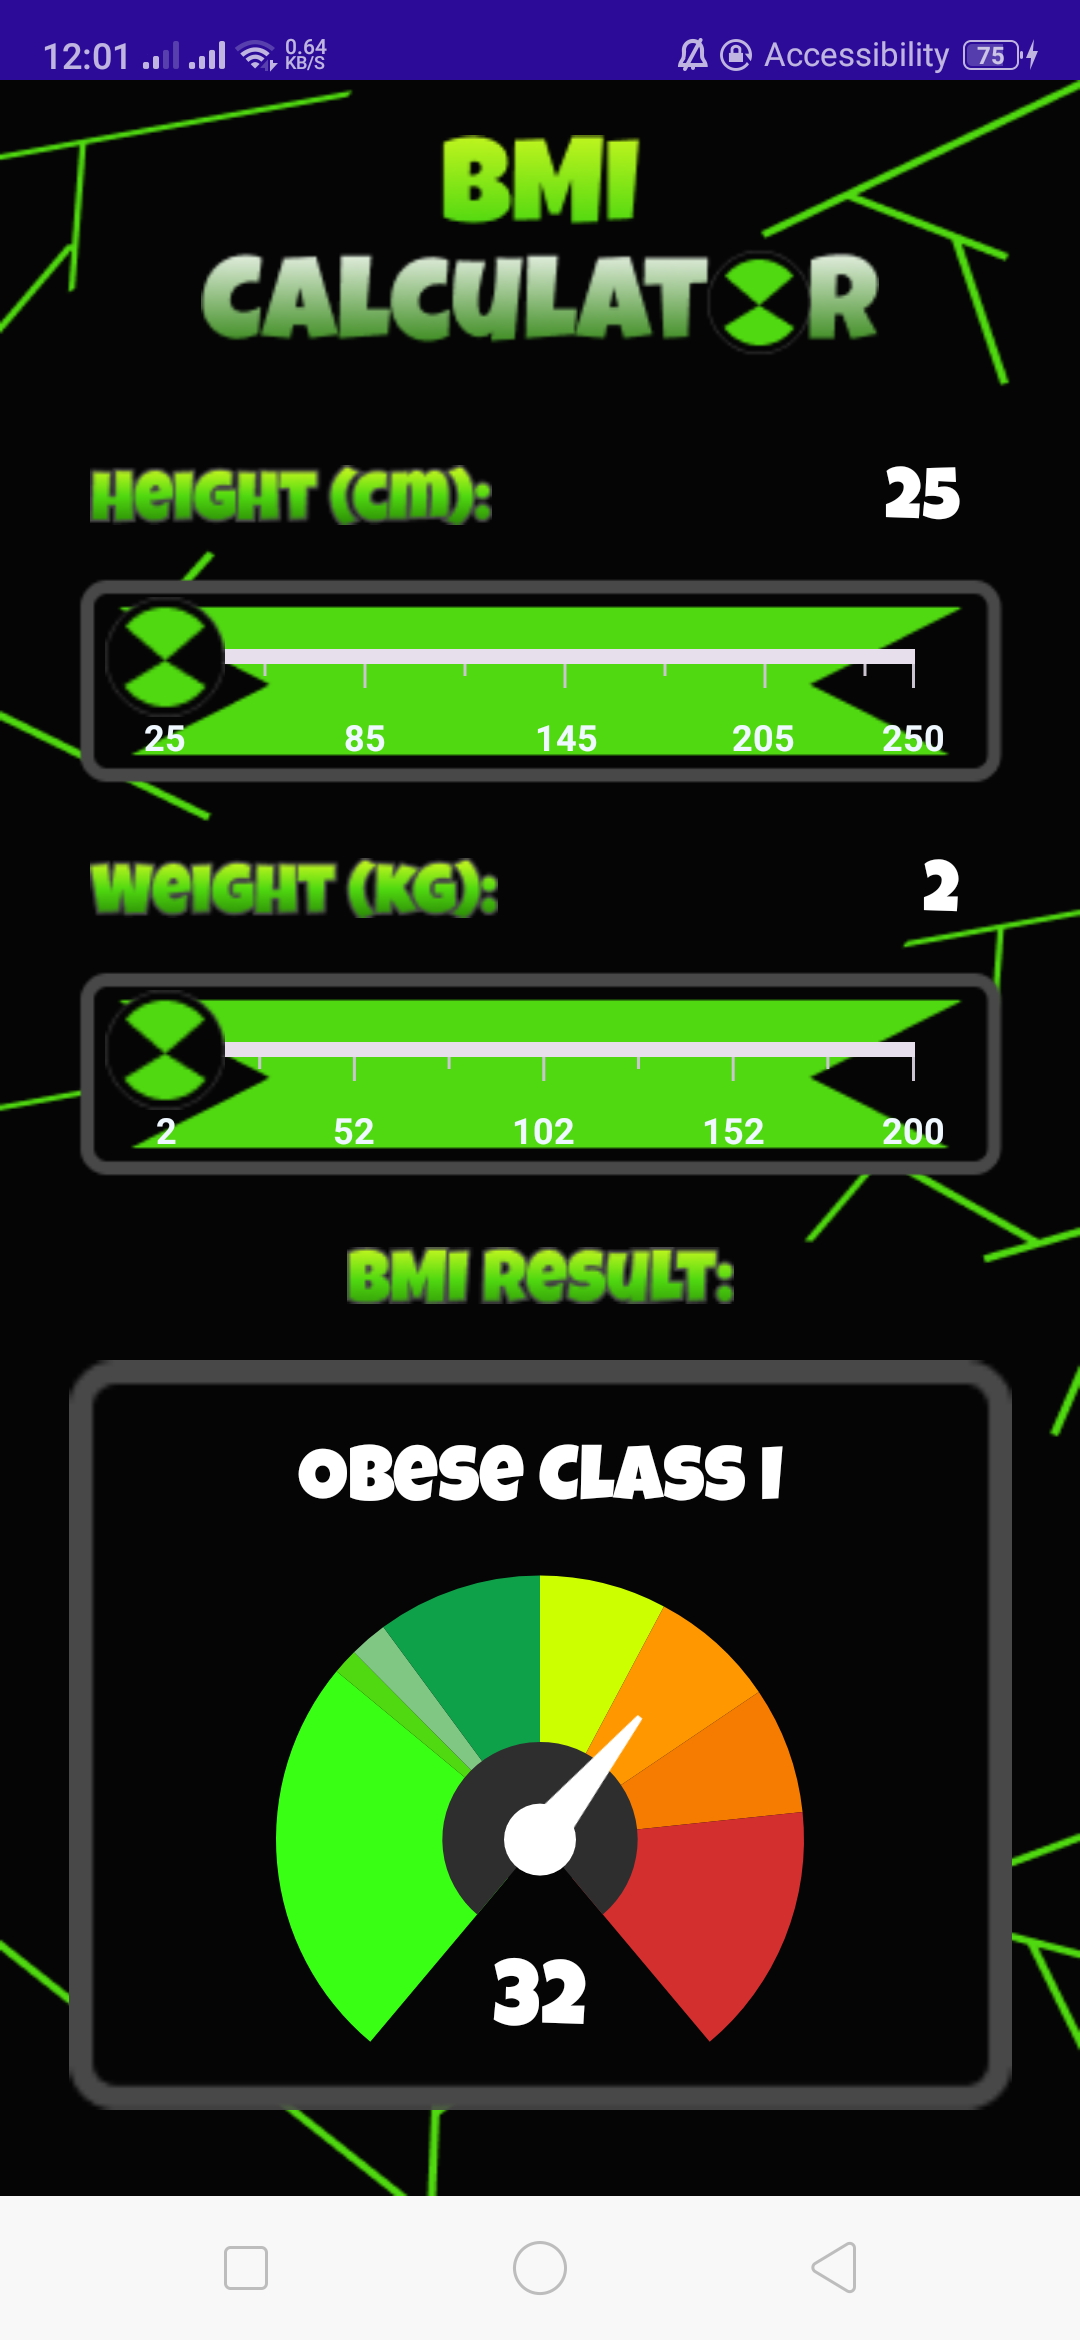 12:01 0.64 KB/S Accessibility 75
BMI
CALCULATOR
HEIGHT (CM): 25
25 85 145 205 250
WEIGHT (KG): 2
2 52 102 152 200
BMI RESULT:
OBESE CLASS I
32